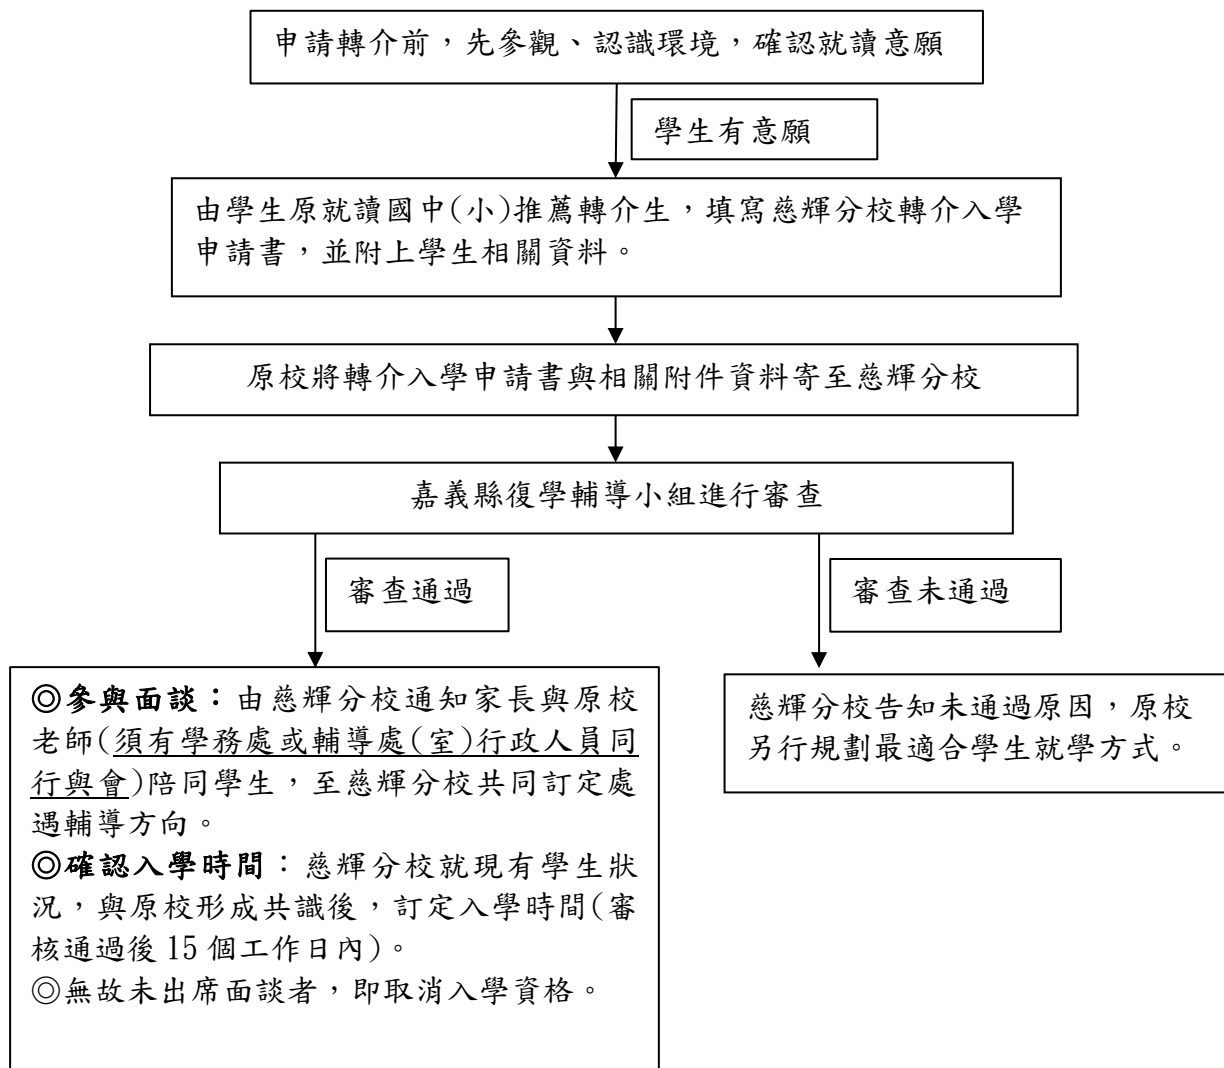 申請轉介前，先參觀、認識環境，確認就讀意願
學生有意願
由學生原就讀國中(小)推薦轉介生，填寫慈輝分校轉介入學
申請書，並附上學生相關資料。
原校將轉介入學申請書與相關附件資料寄至慈輝分校
嘉義縣復學輔導小組進行審查
審查通過
審查未通過
◎參與面談：由慈輝分校通知家長與原校
老師(須有學務處或輔導處(室)行政人員同
行與會)陪同學生，至慈輝分校共同訂定處
遇輔導方向。
◎確認入學時間：慈輝分校就現有學生狀
況，與原校形成共識後，訂定入學時間(審
核通過後 15 個工作日內)。
◎無故未出席面談者，即取消入學資格。
慈輝分校告知未通過原因，原校
另行規劃最適合學生就學方式。